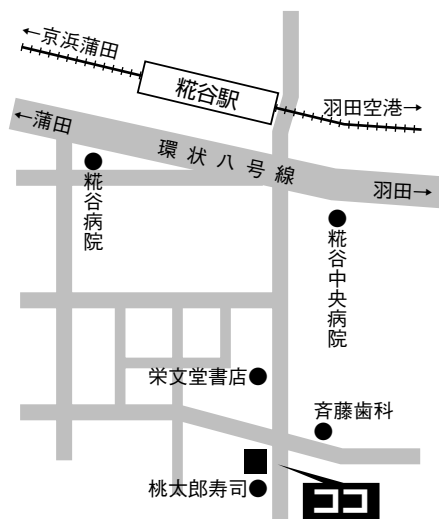 ←京浜蒲田
糀谷駅
羽田空港→
←蒲田
環状八号線
羽田→
糀谷病院
糀谷中央病院
栄文堂書店
斉藤歯科
桃太郎寿司
ココ